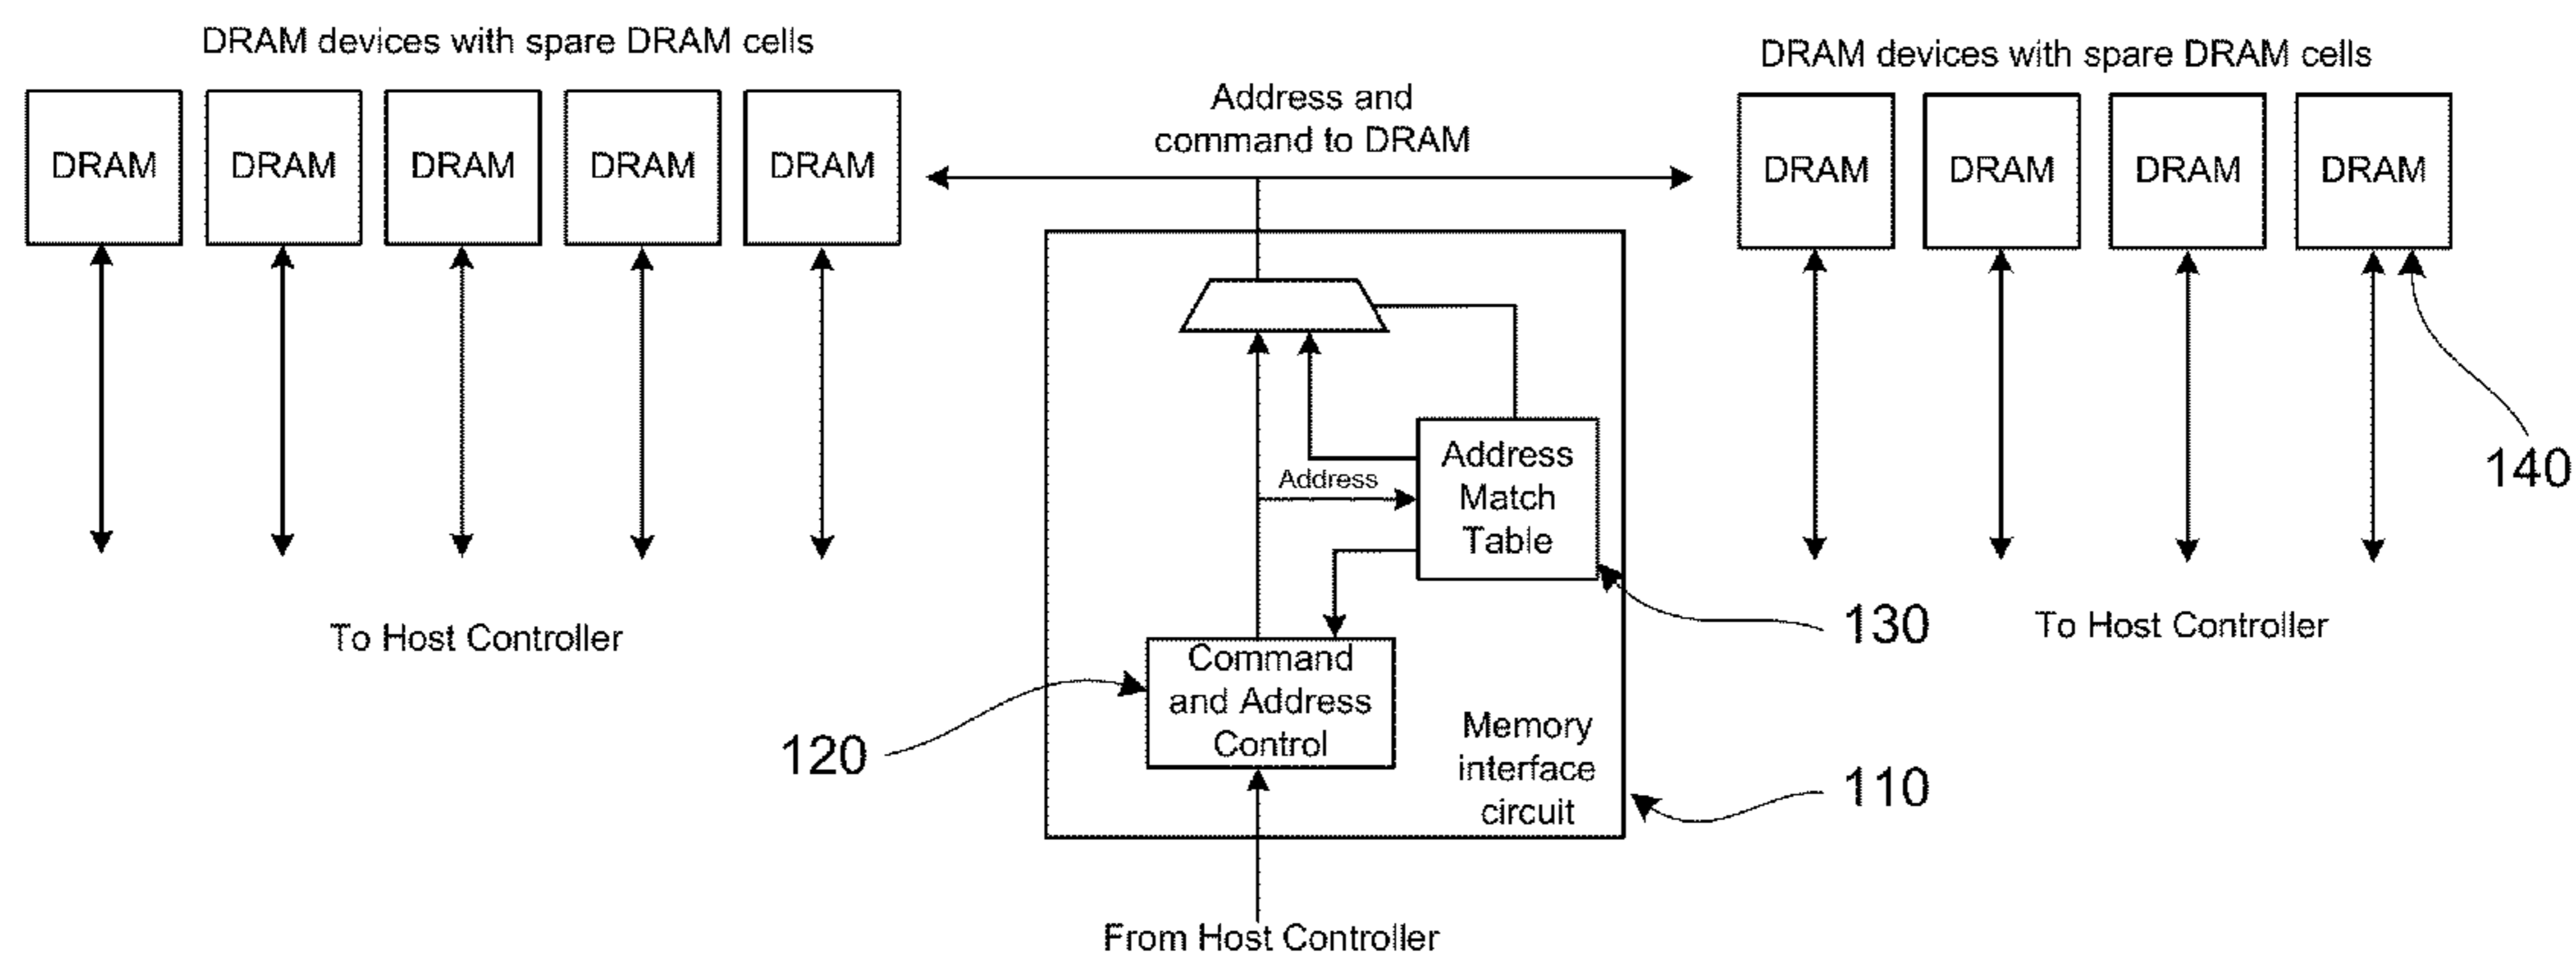 DRAM devices with spare DRAM cells
DRAM devices with spare DRAM cells
Address and
command to DRAM
DRAM
DRAM
DRAM
DRAM
DRAM
DRAM
DRAM
DRAM
DRAM
Address
Address
Match
Table
140
130
To Host Controller
To Host Controller
Command
and Address
Control
120
Memory
interface
circuit
110
From Host Controller